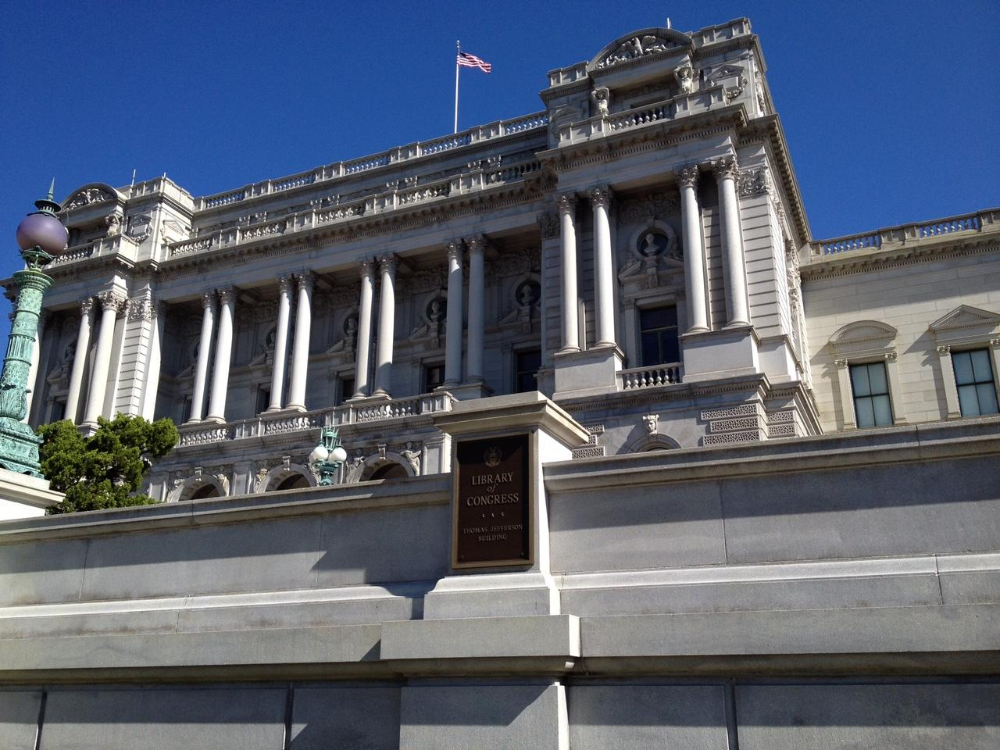 LIBRARY
of
CONGRESS
THOMAS JEFFERSON
BUILDING